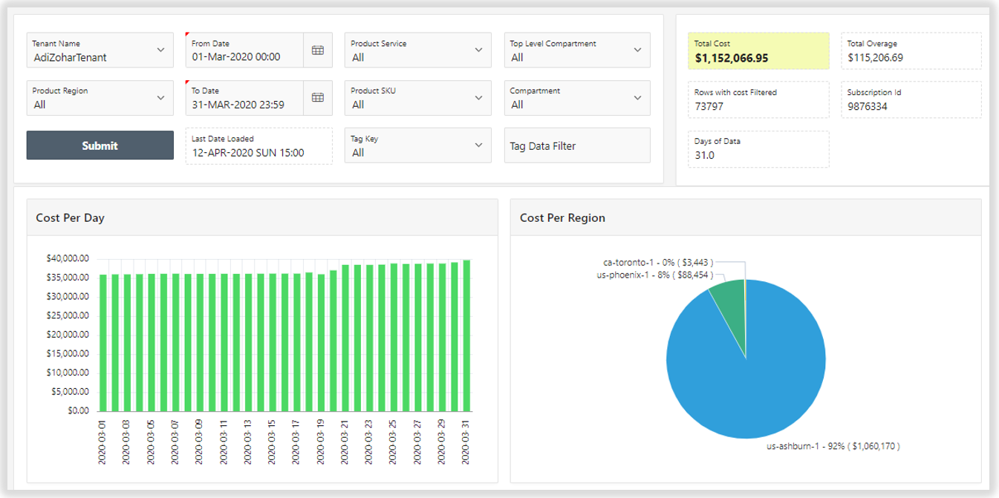 Tenant Name
AdiZoharTenant
From Date
01-Mar-2020 00:00
Product Service
All
Top Level Compartment
All
Total Cost
$1,152,066.95
Total Overage
$115,206.69
Product Region
All
To Date
31-MAR-2020 23:59
Product SKU
All
Compartment
All
Rows with cost Filtered
73797
Subscription Id
9876334
Submit
Last Date Loaded
12-APR-2020 SUN 15:00
Tag Key
All
Tag Data Filter
Days of Data
31.0
Cost Per Day
$40,000.00
$35,000.00
$30,000.00
$25,000.00
$20,000.00
$15,000.00
$10,000.00
$5,000.00
$0.00
2020-03-01
2020-03-03
2020-03-05
2020-03-07
2020-03-09
2020-03-11
2020-03-13
2020-03-15
2020-03-17
2020-03-19
2020-03-21
2020-03-23
2020-03-25
2020-03-27
2020-03-29
2020-03-31
Cost Per Region
ca-toronto-1 - 0% ( $3,443 )
us-phoenix-1 - 8% ( $88,454 )
us-ashburn-1 - 92% ( $1,060,170 )